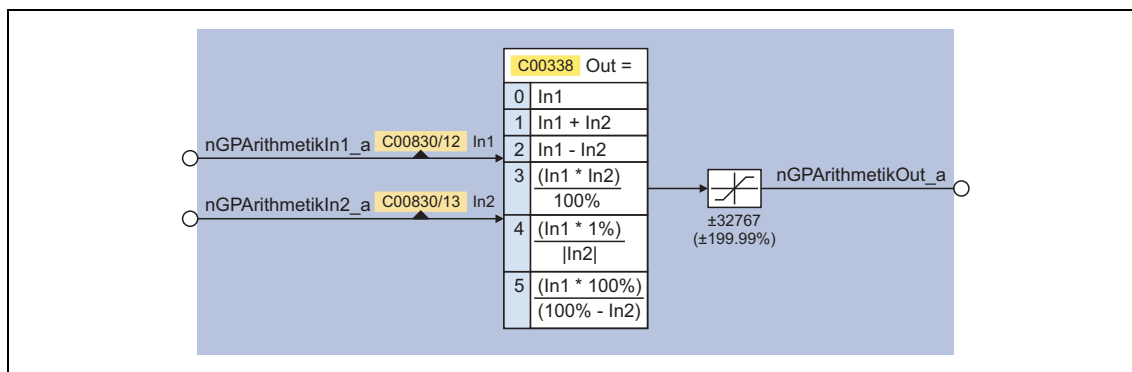 C00338 Out =
0 In1
1 In1 + In2
2 In1 - In2
3 (In1 * In2)
100%
4 (In1 * 1%)
|In2|
5 (In1 * 100%)
(100% - In2)
nGPArithmetikIn1_a C00830/12 In1
nGPArithmetikIn2_a C00830/13 In2
nGPArithmetikOut_a
±32767
(±199.99%)